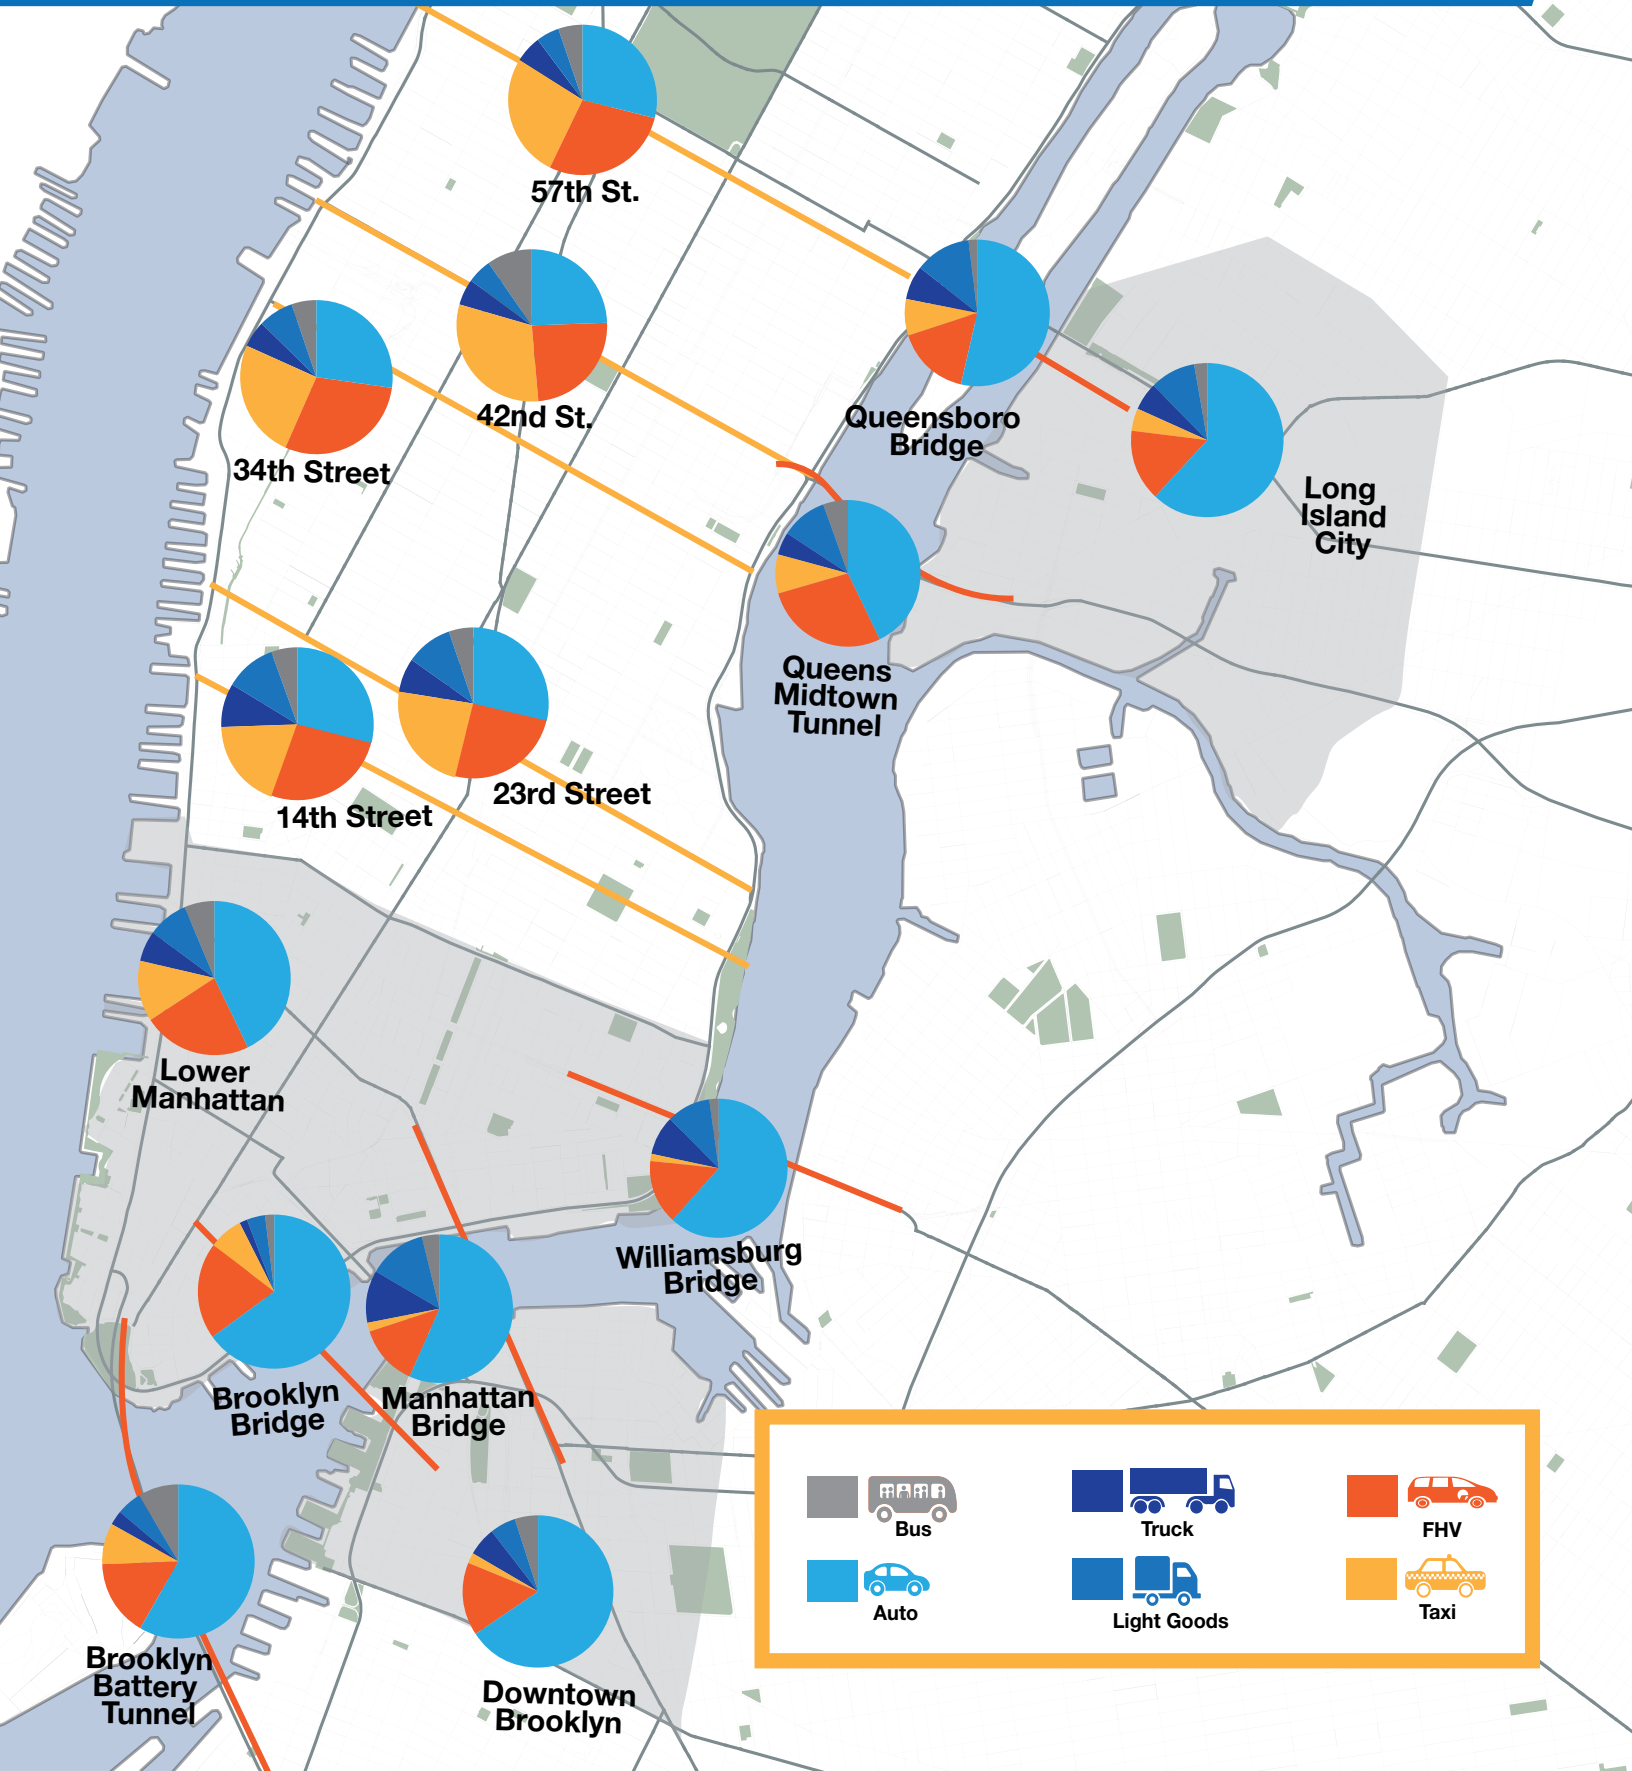 57th St.
42nd St.
34th Street
Queensboro
Bridge
Long
Island
City
Queens
Midtown
Tunnel
23rd Street
14th Street
Lower
Manhattan
Williamsburg
Bridge
Brooklyn
Bridge
Manhattan
Bridge
Bus
Truck
FHV
Auto
Light Goods
Taxi
Brooklyn
Battery
Tunnel
Downtown
Brooklyn